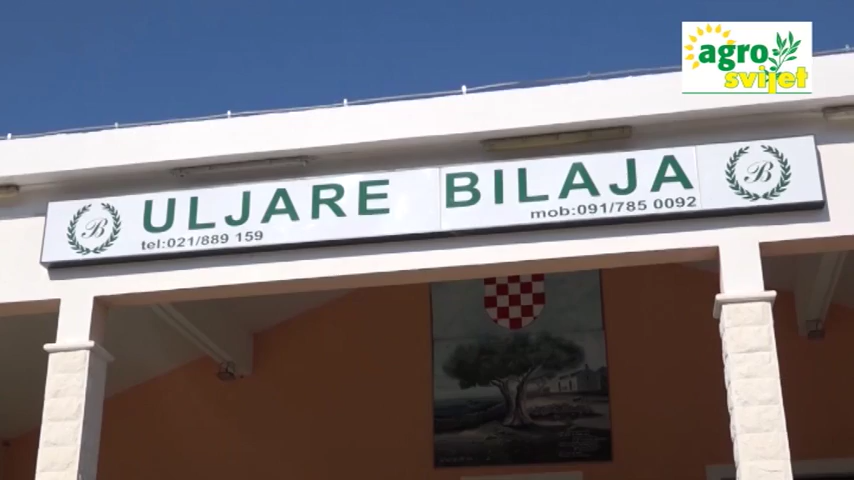 agro
svijet
B ULJARE BILAJA B
tel:021/889 159 mob:091/785 0092